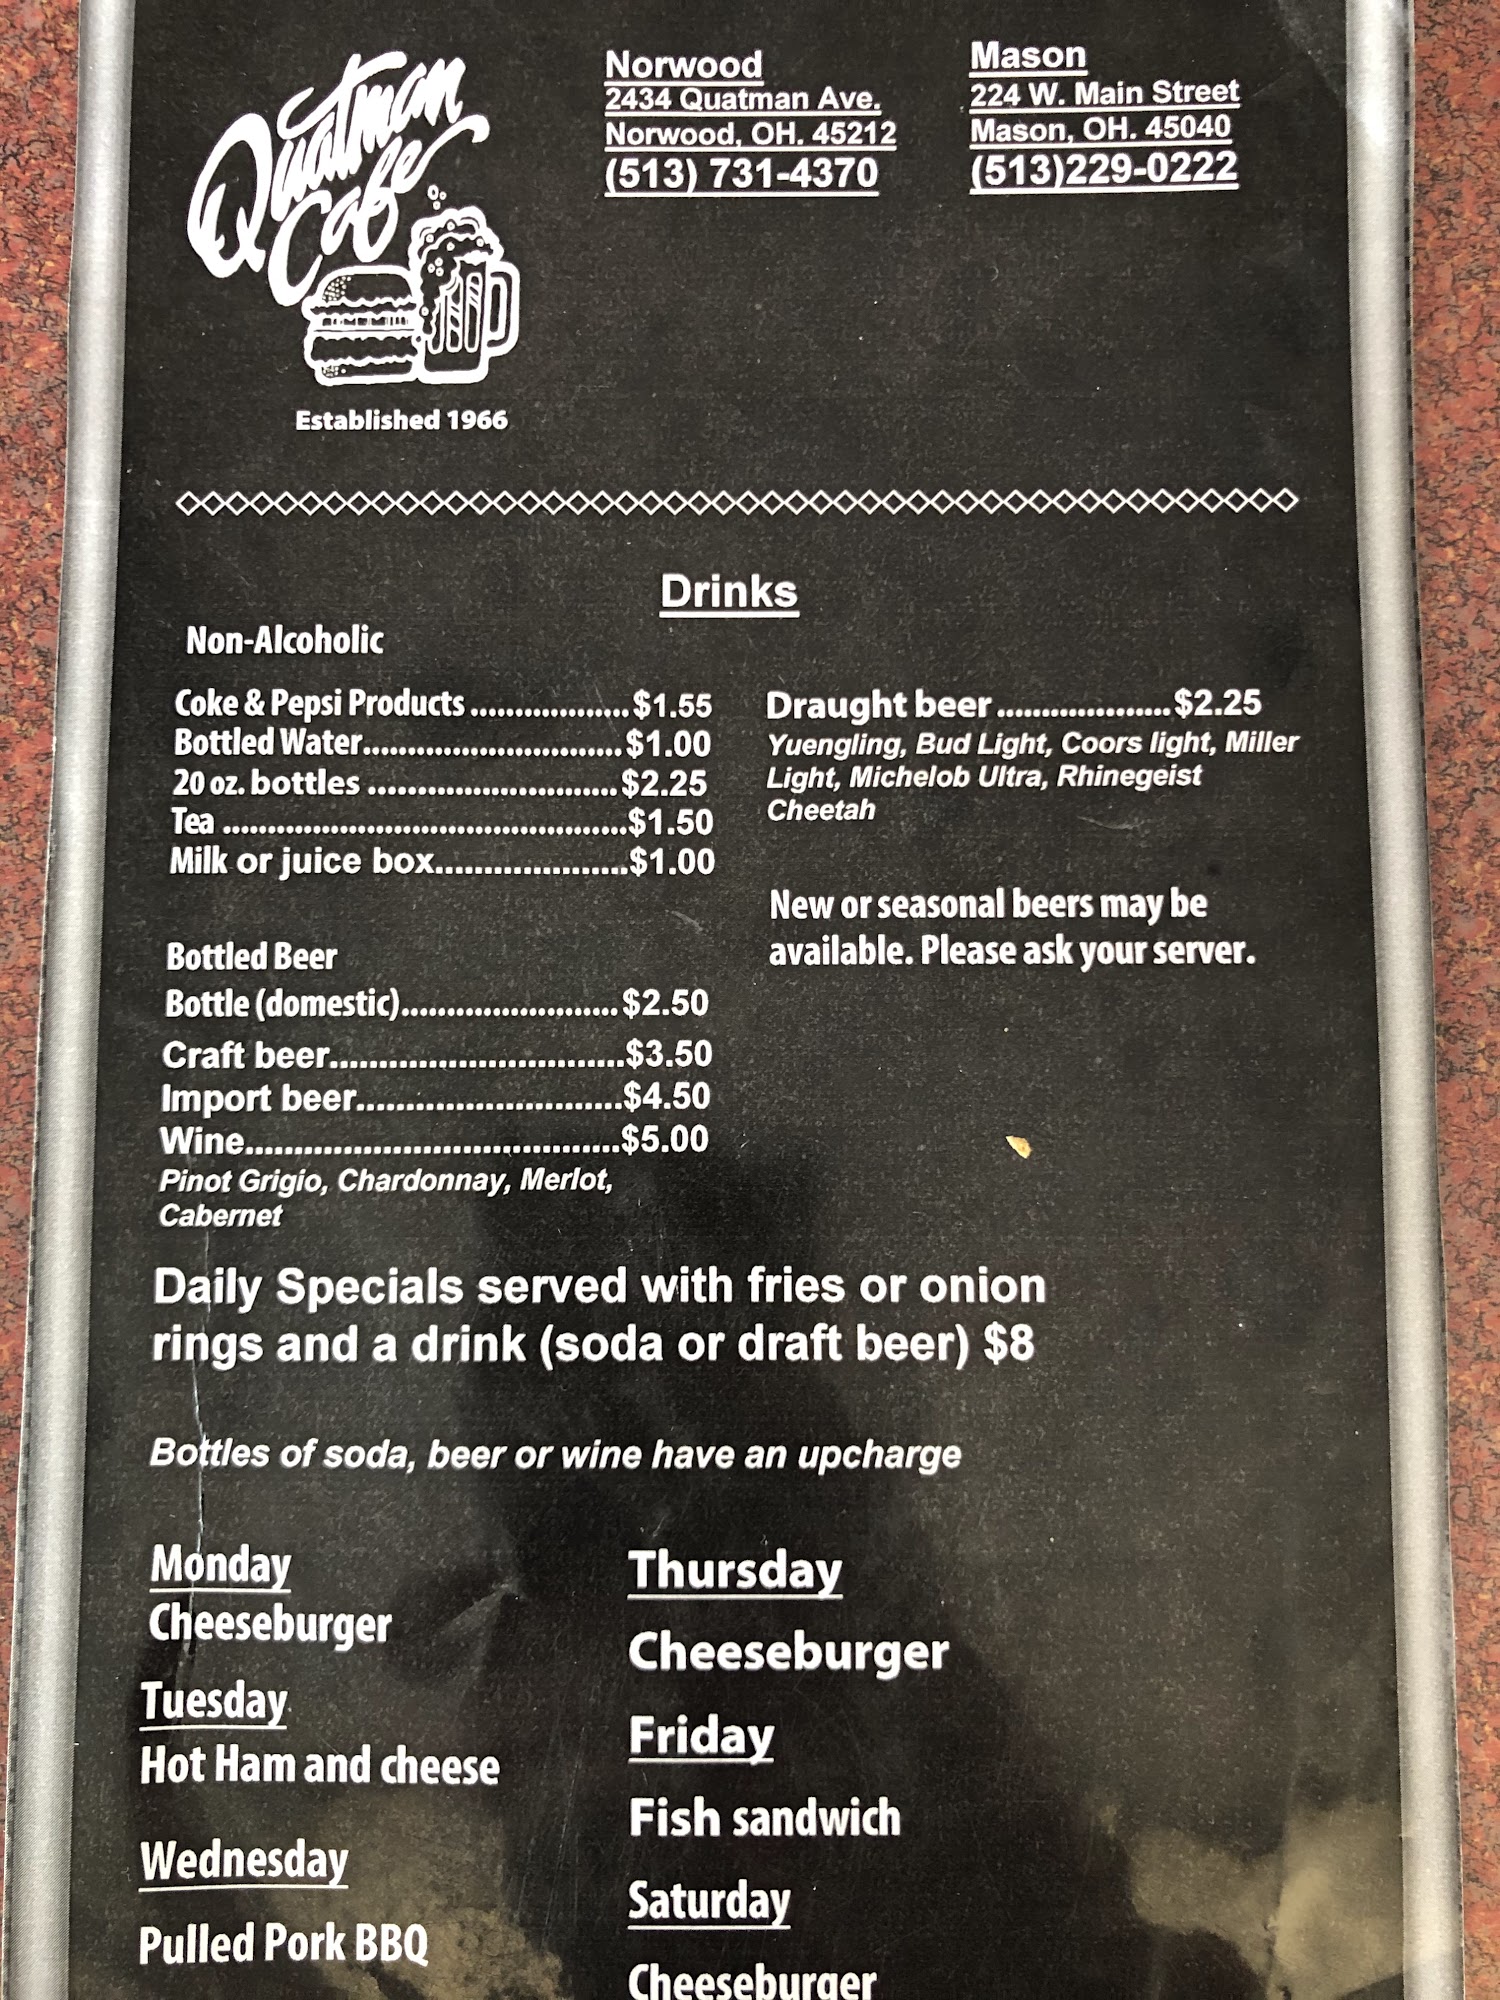 Quatman
Cafe
Established 1966
Norwood
2434 Quatman Ave.
Norwood, OH. 45212
(513) 731-4370
Mason
224 W. Main Street
Mason, OH. 45040
(513)229-0222
Drinks
Non-Alcoholic
Coke & Pepsi Products..................$1.55
Bottled Water.............................$1.00
20 oz. bottles ............................$2.25
Tea .............................................$1.50
Milk or juice box....................$1.00
Bottled Beer
Bottle (domestic)........................$2.50
Craft beer..............................$3.50
Import beer...........................$4.50
Wine......................................$5.00
Pinot Grigio, Chardonnay, Merlot,
Cabernet
Draught beer ...................$2.25
Yuengling, Bud Light, Coors light, Miller
Light, Michelob Ultra, Rhinegeist
Cheetah
New or seasonal beers may be
available. Please ask your server.
Daily Specials served with fries or onion
rings and a drink (soda or draft beer) $8
Bottles of soda, beer or wine have an upcharge
Monday
Cheeseburger
Tuesday
Hot Ham and cheese
Wednesday
Pulled Pork BBQ
Thursday
Cheeseburger
Friday
Fish sandwich
Saturday
Cheeseburger